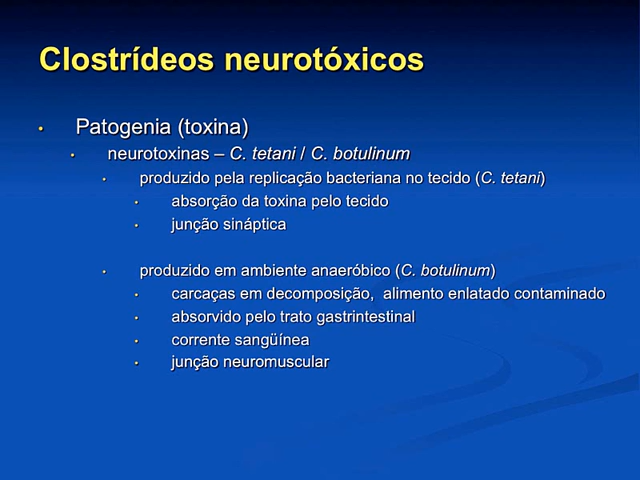 Clostrídeos neurotóxicos
• Patogenia (toxina)
• neurotoxinas – C. tetani / C. botulinum
• produzido pela replicação bacteriana no tecido (C. tetani)
• absorção da toxina pelo tecido
• junção sináptica
• produzido em ambiente anaeróbico (C. botulinum)
• carcaças em decomposição, alimento enlatado contaminado
• absorvido pelo trato gastrintestinal
• corrente sangüínea
• junção neuromuscular